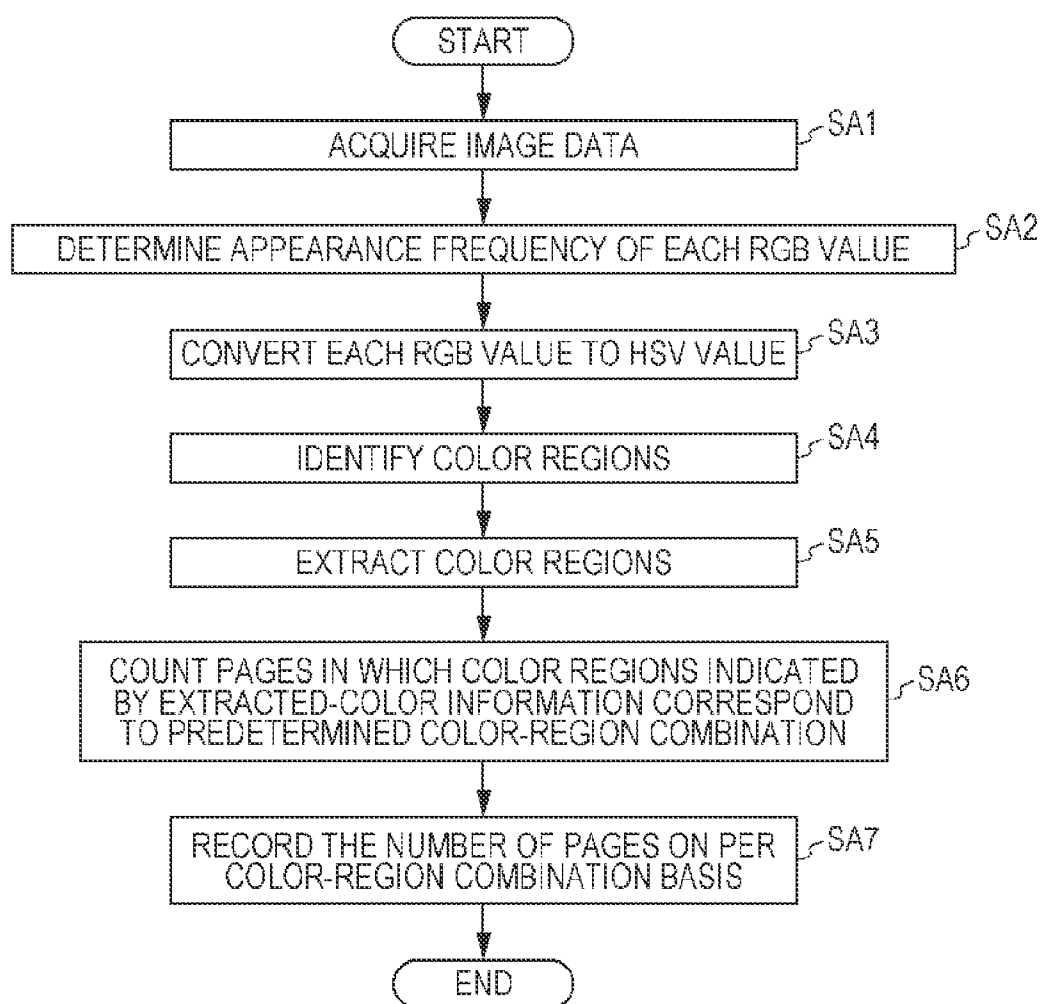 START
ACQUIRE IMAGE DATA
SA1
DETERMINE APPEARANCE FREQUENCY OF EACH RGB VALUE
SA2
CONVERT EACH RGB VALUE TO HSV VALUE
SA3
IDENTIFY COLOR REGIONS
SA4
EXTRACT COLOR REGIONS
SA5
COUNT PAGES IN WHICH COLOR REGIONS INDICATED
BY EXTRACTED-COLOR INFORMATION CORRESPOND
TO PREDETERMINED COLOR-REGION COMBINATION
SA6
RECORD THE NUMBER OF PAGES ON PER
COLOR-REGION COMBINATION BASIS
SA7
END